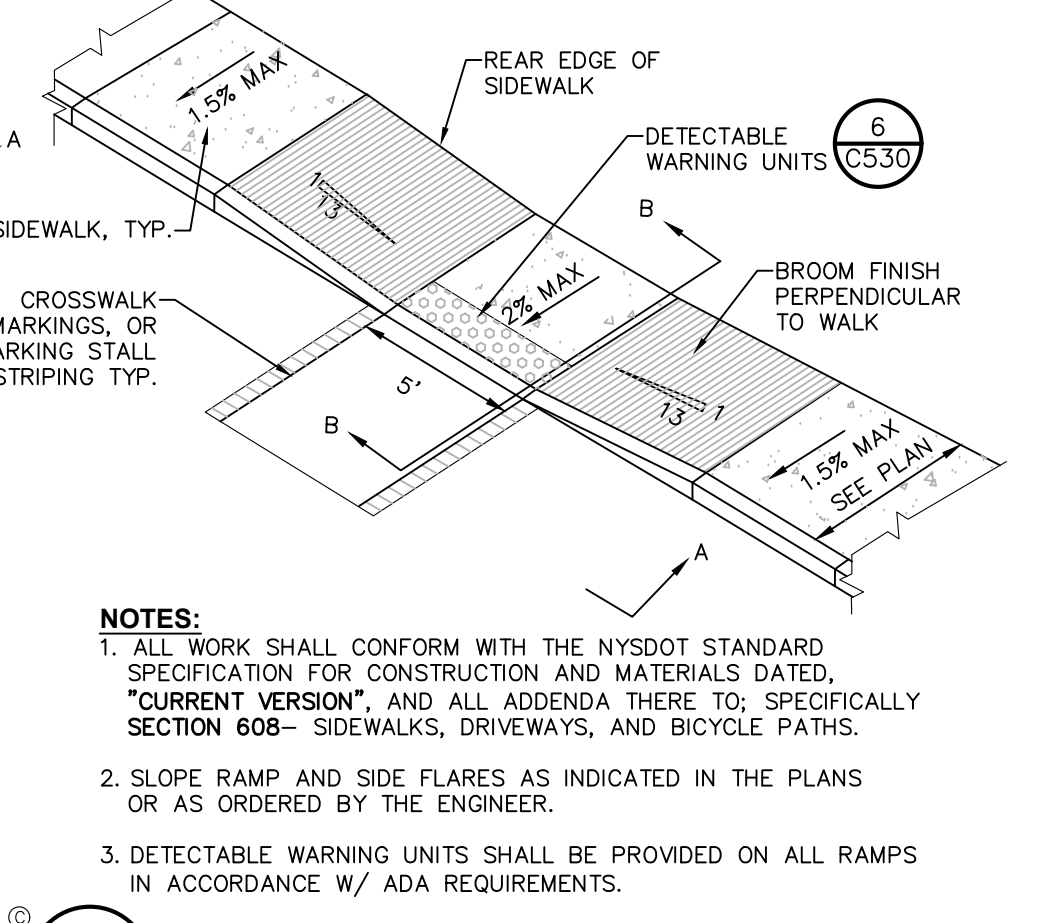 1.5% MAX
REAR EDGE OF
SIDEWALK
DETECTABLE
WARNING UNITS
6
C530
A
SIDEWALK, TYP.
1
13
B
2% MAX
CROSSWALK
MARKINGS, OR
PARKING STALL
STRIPING TYP.
BROOM FINISH
PERPENDICULAR
TO WALK
5'
B
13
1
1.5% MAX
SEE PLAN
A
NOTES:
1. ALL WORK SHALL CONFORM WITH THE NYSDOT STANDARD
SPECIFICATION FOR CONSTRUCTION AND MATERIALS DATED,
"CURRENT VERSION", AND ALL ADDENDA THERE TO; SPECIFICALLY
SECTION 608– SIDEWALKS, DRIVEWAYS, AND BICYCLE PATHS.
2. SLOPE RAMP AND SIDE FLARES AS INDICATED IN THE PLANS
OR AS ORDERED BY THE ENGINEER.
3. DETECTABLE WARNING UNITS SHALL BE PROVIDED ON ALL RAMPS
IN ACCORDANCE W/ ADA REQUIREMENTS.
©